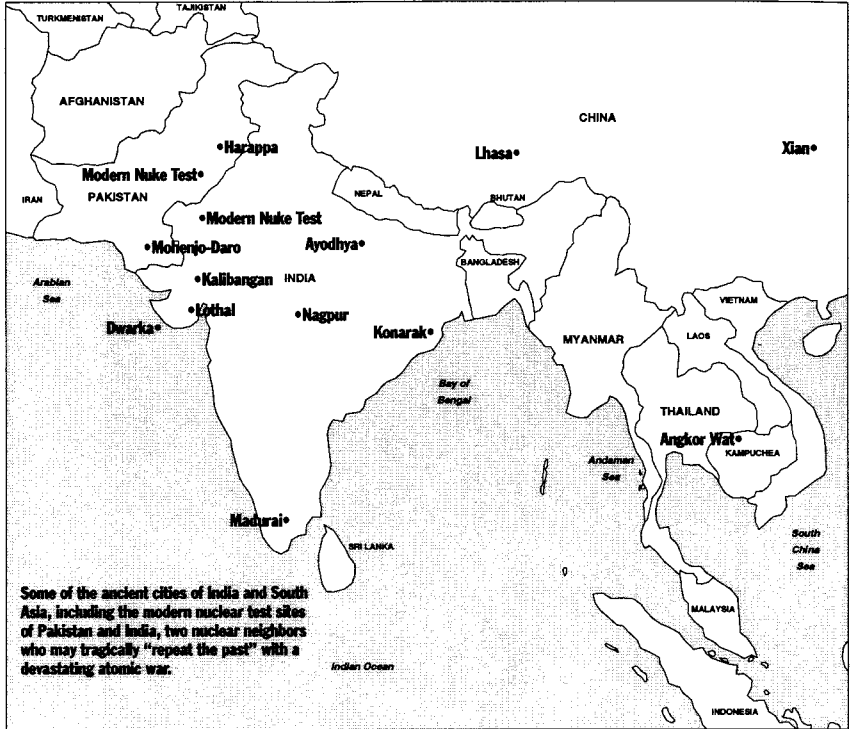 TURKMENISTAN
TAJIKISTAN
AFGHANISTAN
CHINA
Harappa
Lhasa
Xian
Modern Nuke Test
IRAN
PAKISTAN
NEPAL
BHUTAN
Modern Nuke Test
Mohenjo-Daro
Ayodhya
BANGLADESH
Arabian
Sea
Kalibangan
INDIA
VIETNAM
Lothal
Nagpur
Dwarka
Konarak
MYANMAR
LAOS
Bay of
Bengal
THAILAND
Angkor Wat
KAMPUCHEA
Andaman
Sea
Madurai
SRI LANKA
South
China
Sea
Some of the ancient cities of India and South
Asia, including the modern nuclear test sites
of Pakistan and India, two nuclear neighbors
who may tragically “repeat the past” with a
devastating atomic war.
MALAYSIA
Indian Ocean
INDONESIA